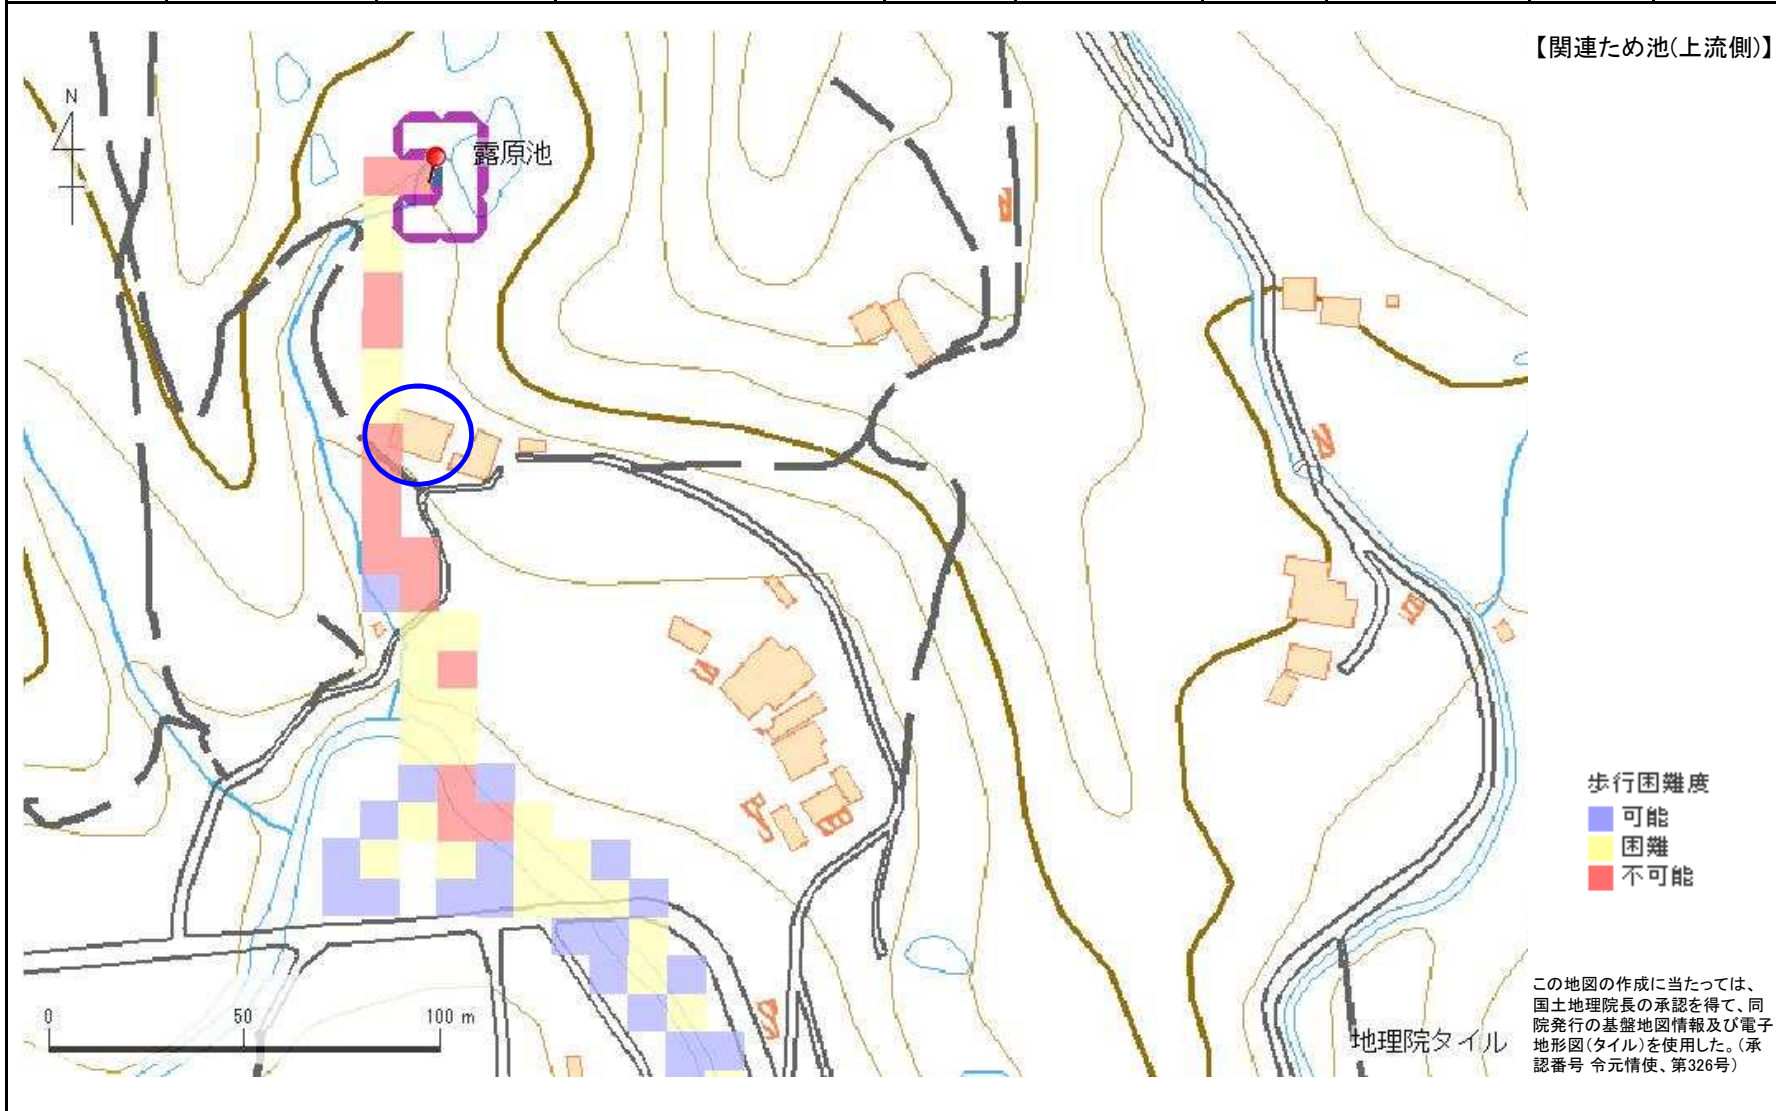 【関連ため池(上流側)】
N
露原池
歩行困難度
可能
困難
不可能
0 50 100 m
地理院タイル
この地図の作成に当たっては、
国土地理院長の承認を得て、同
院発行の基盤地図情報及び電子
地形図(タイル)を使用した。(承
認番号 令元情使、第326号)